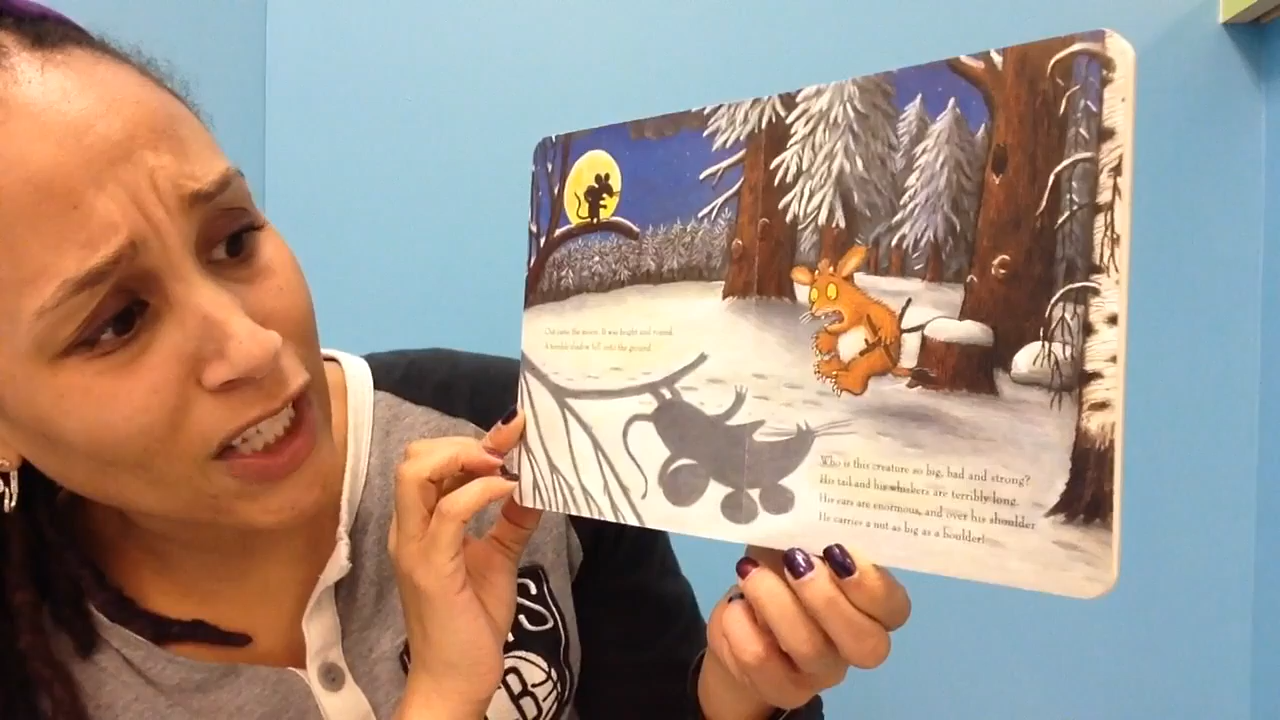 Out came the moon. It was bright and round.
A terrible shadow fell onto the ground.
Who is this creature so big, bad and strong?
His tail and his whiskers are terribly long.
His ears are enormous, and over his shoulder
He carries a nut as big as a boulder!
B